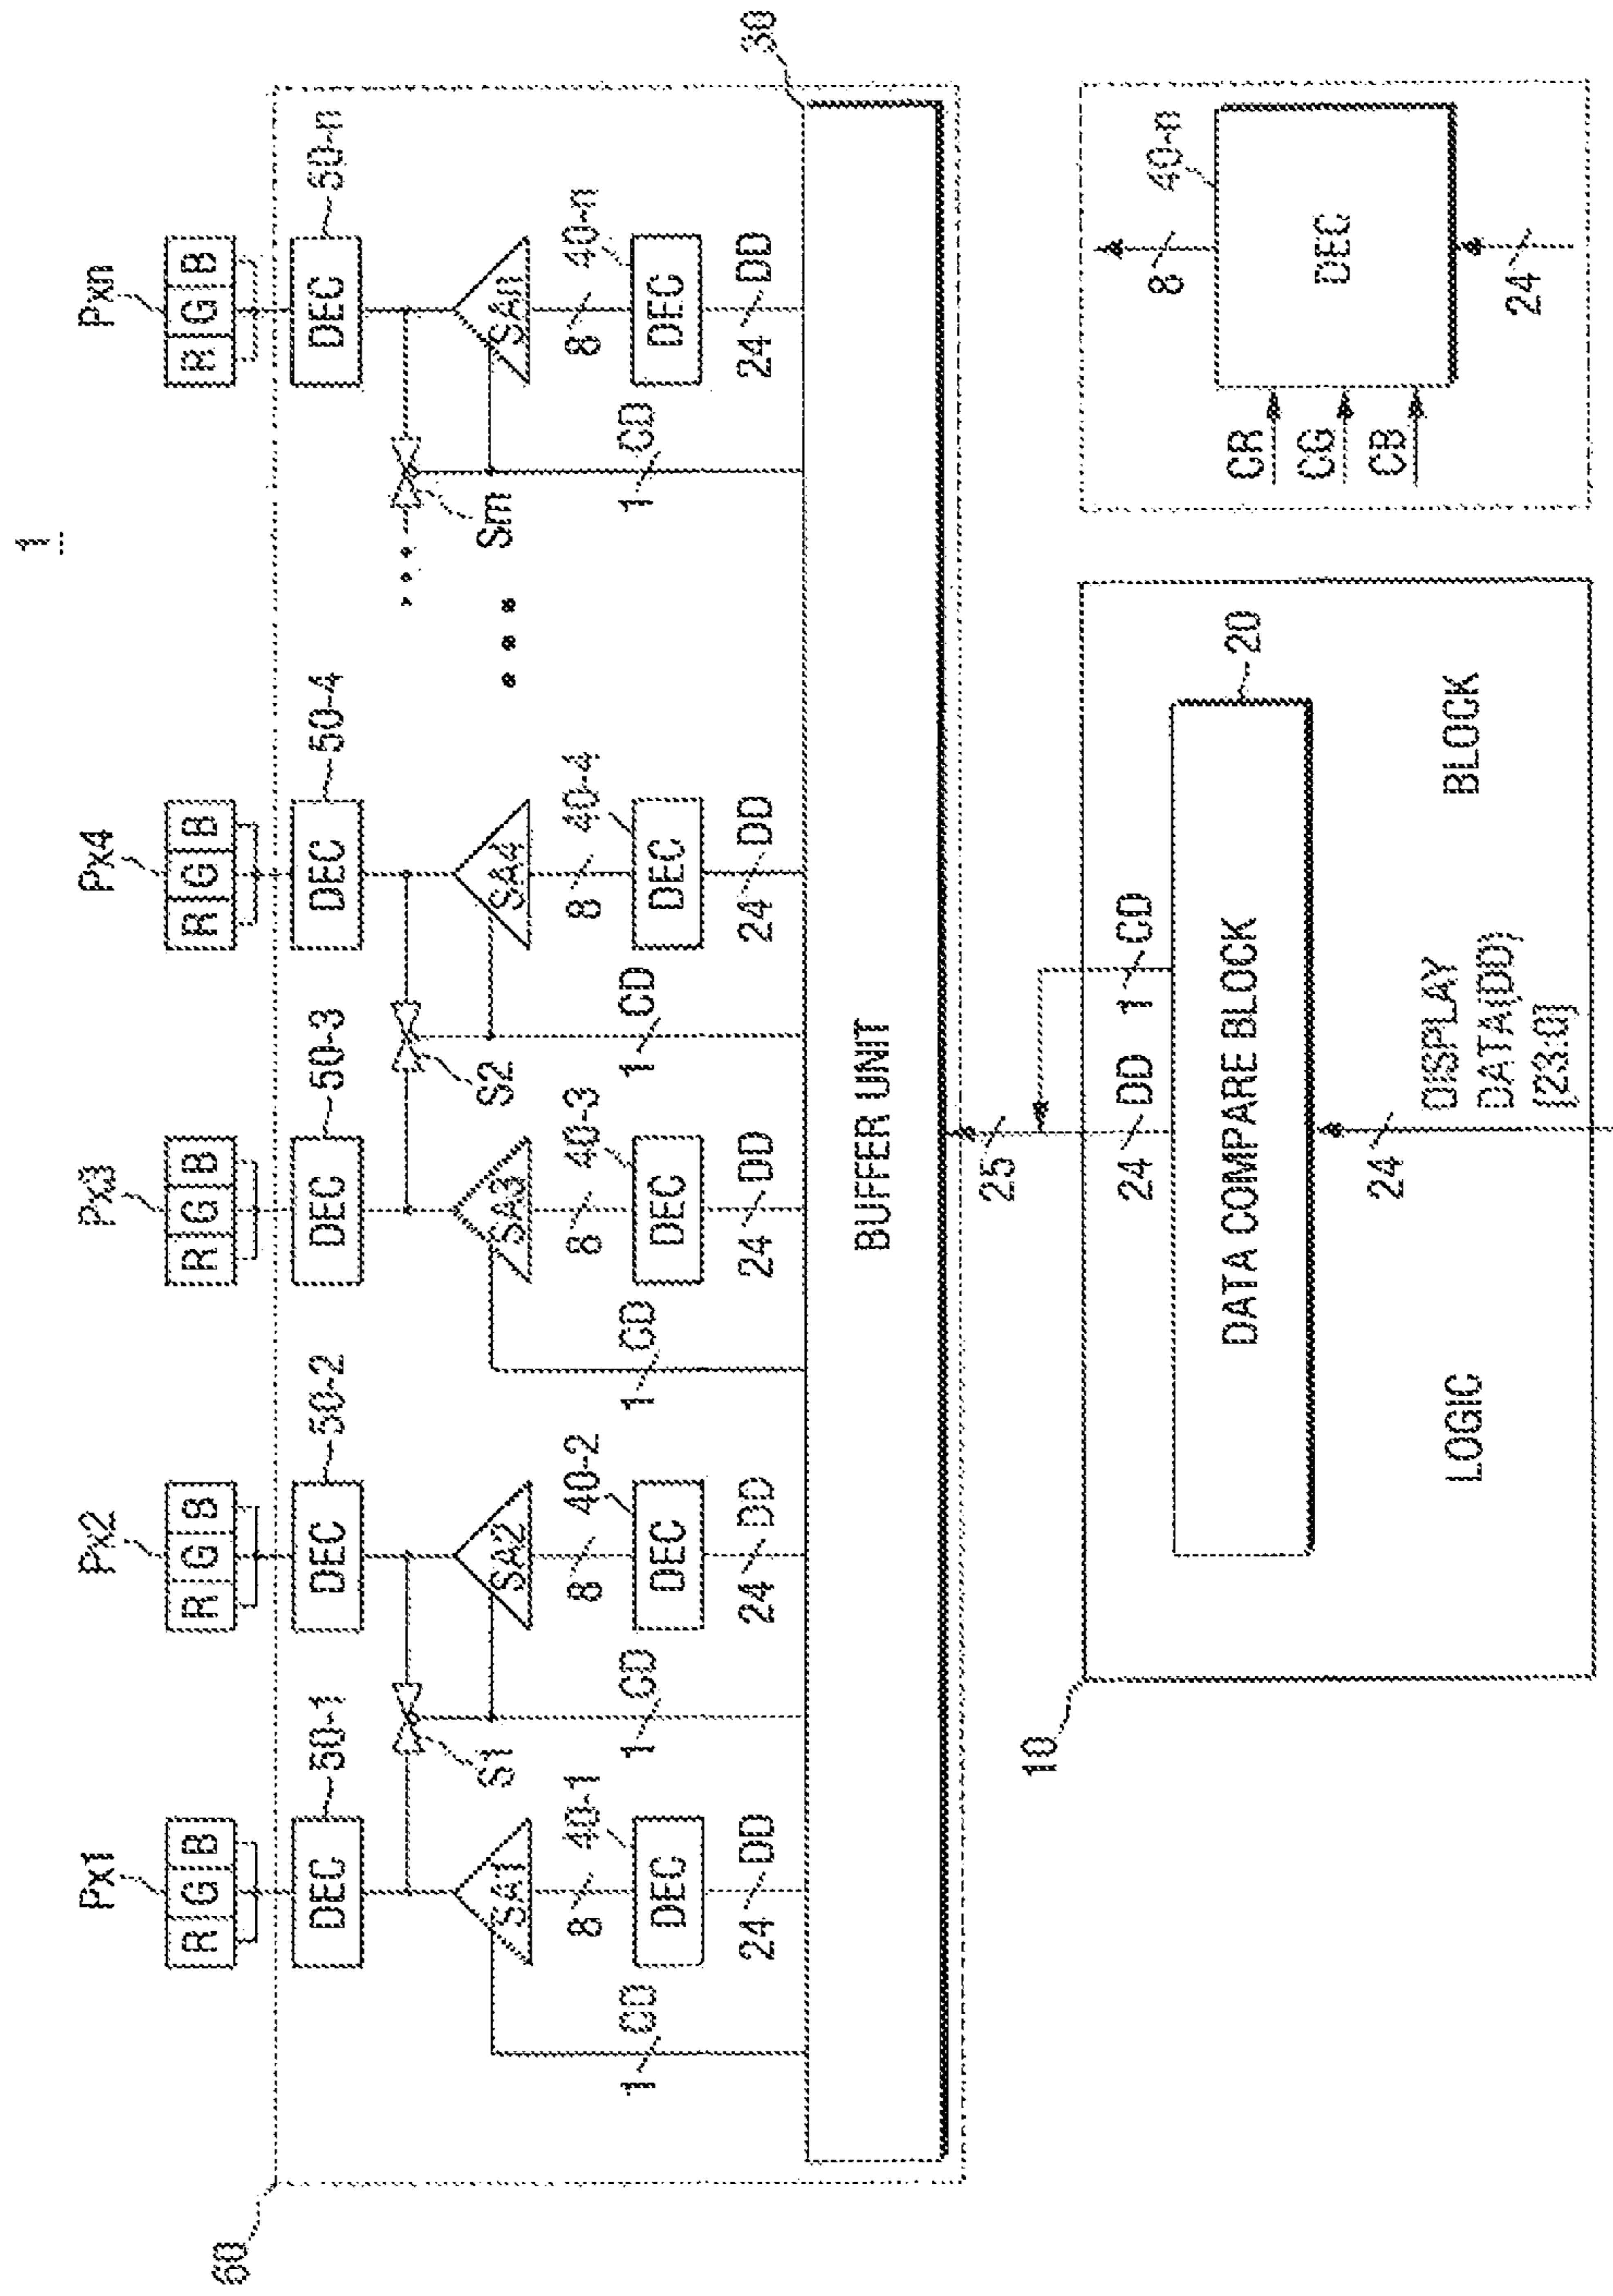 1
Px1
Px2
Px3
Px4
Pxn
R G B
R G B
R G B
R G B
R G B
60
DEC
50-1
DEC
50-2
DEC
50-3
DEC
50-4
DEC
50-n
S1
S2
Sm
SA1
SA2
SA3
SA4
SAn
1 CD
8
40-1
1 CD
8
40-2
1 CD
8
40-3
1 CD
8
40-4
1 CD
8
40-n
DEC
DEC
DEC
DEC
DEC
24 DD
24 DD
24 DD
24 DD
24 DD
30
BUFFER UNIT
25
10
24 DD
1 CD
DATA COMPARE BLOCK
20
24
DISPLAY
DATA(DD)
[23:0]
LOGIC
BLOCK
8
40-n
CR
CG
CB
DEC
24